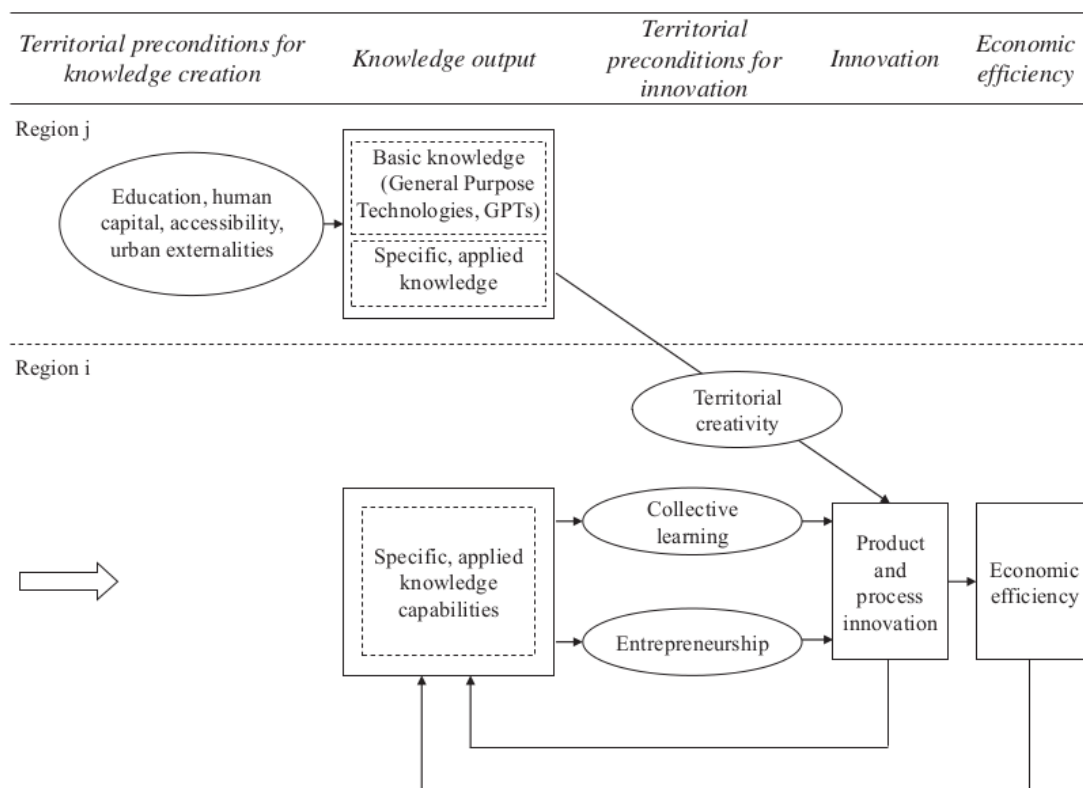 Territorial preconditions for
knowledge creation
Knowledge output
Territorial
preconditions for
innovation
Innovation
Economic
efficiency
Region j
Education, human
capital, accessibility,
urban externalities
Basic knowledge
(General Purpose
Technologies, GPTs)
Specific, applied
knowledge
Region i
Territorial
creativity
Specific, applied
knowledge
capabilities
Collective
learning
Entrepreneurship
Product
and
process
innovation
Economic
efficiency